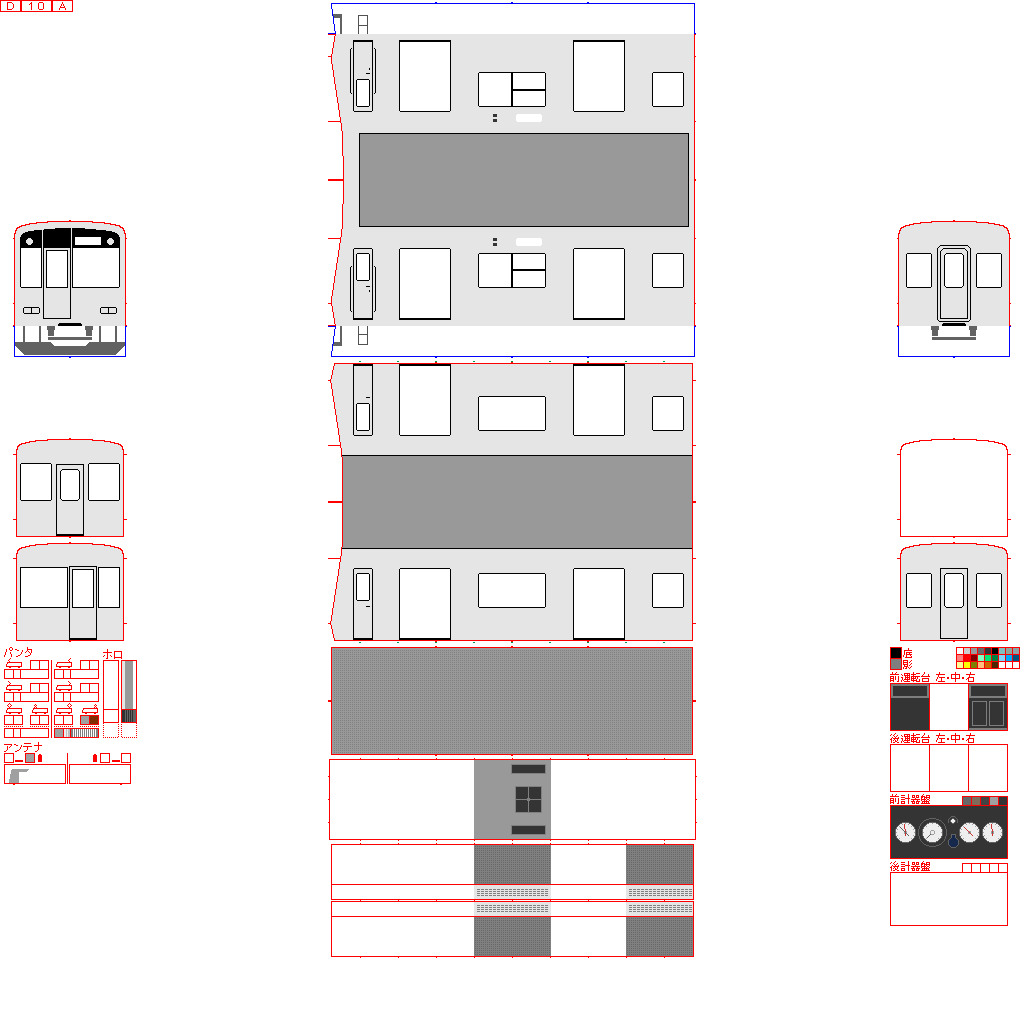 D 10 A
パンタ
ホロ
アンテナ
底
影
前運転台 左・中・右
後運転台 左・中・右
前計器盤
後計器盤